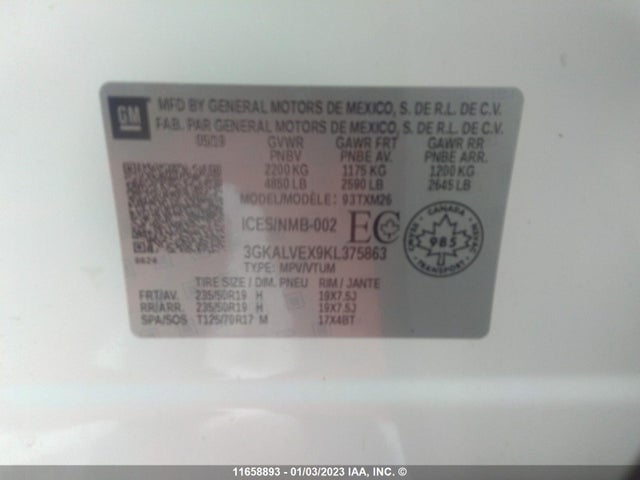 GM
MFD BY GENERAL MOTORS DE MEXICO, S. DE R.L. DE C.V.
FAB. PAR GENERAL MOTORS DE MEXICO, S. DE R.L. DE C.V.
05/19 GVWR GAWR FRT GAWR RR
PNBV PNBE AV. PNBE ARR.
2200 KG 1175 KG 1200 KG
4850 LB 2590 LB 2645 LB
MODEL/MODÈLE: 93TXM26
ICES/NMB-002 EC
CANADA
985
TRANSPORT
3GKALVEX9KL375863
TYPE: MPV/VTUM
TIRE SIZE / DIM. PNEU RIM / JANTE
FRT/AV. 235/50R19 H 19X7.5J
RR/ARR. 235/50R19 H 19X7.5J
SPA/SOS T125/70R17 M 17X4BT
11658893 - 01/03/2023 IAA, INC. ©